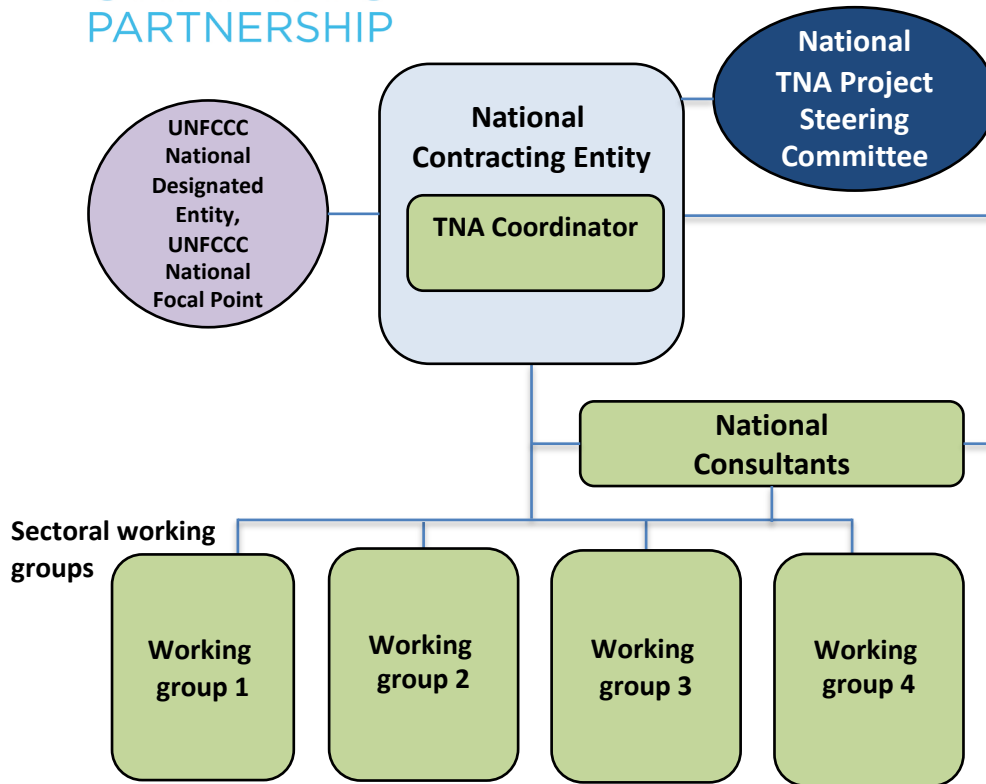 PARTNERSHIP
National
TNA Project
Steering
Committee
National
Contracting Entity
TNA Coordinator
UNFCCC
National
Designated
Entity,
UNFCCC
National
Focal Point
National
Consultants
Sectoral working
groups
Working
group 1
Working
group 2
Working
group 3
Working
group 4